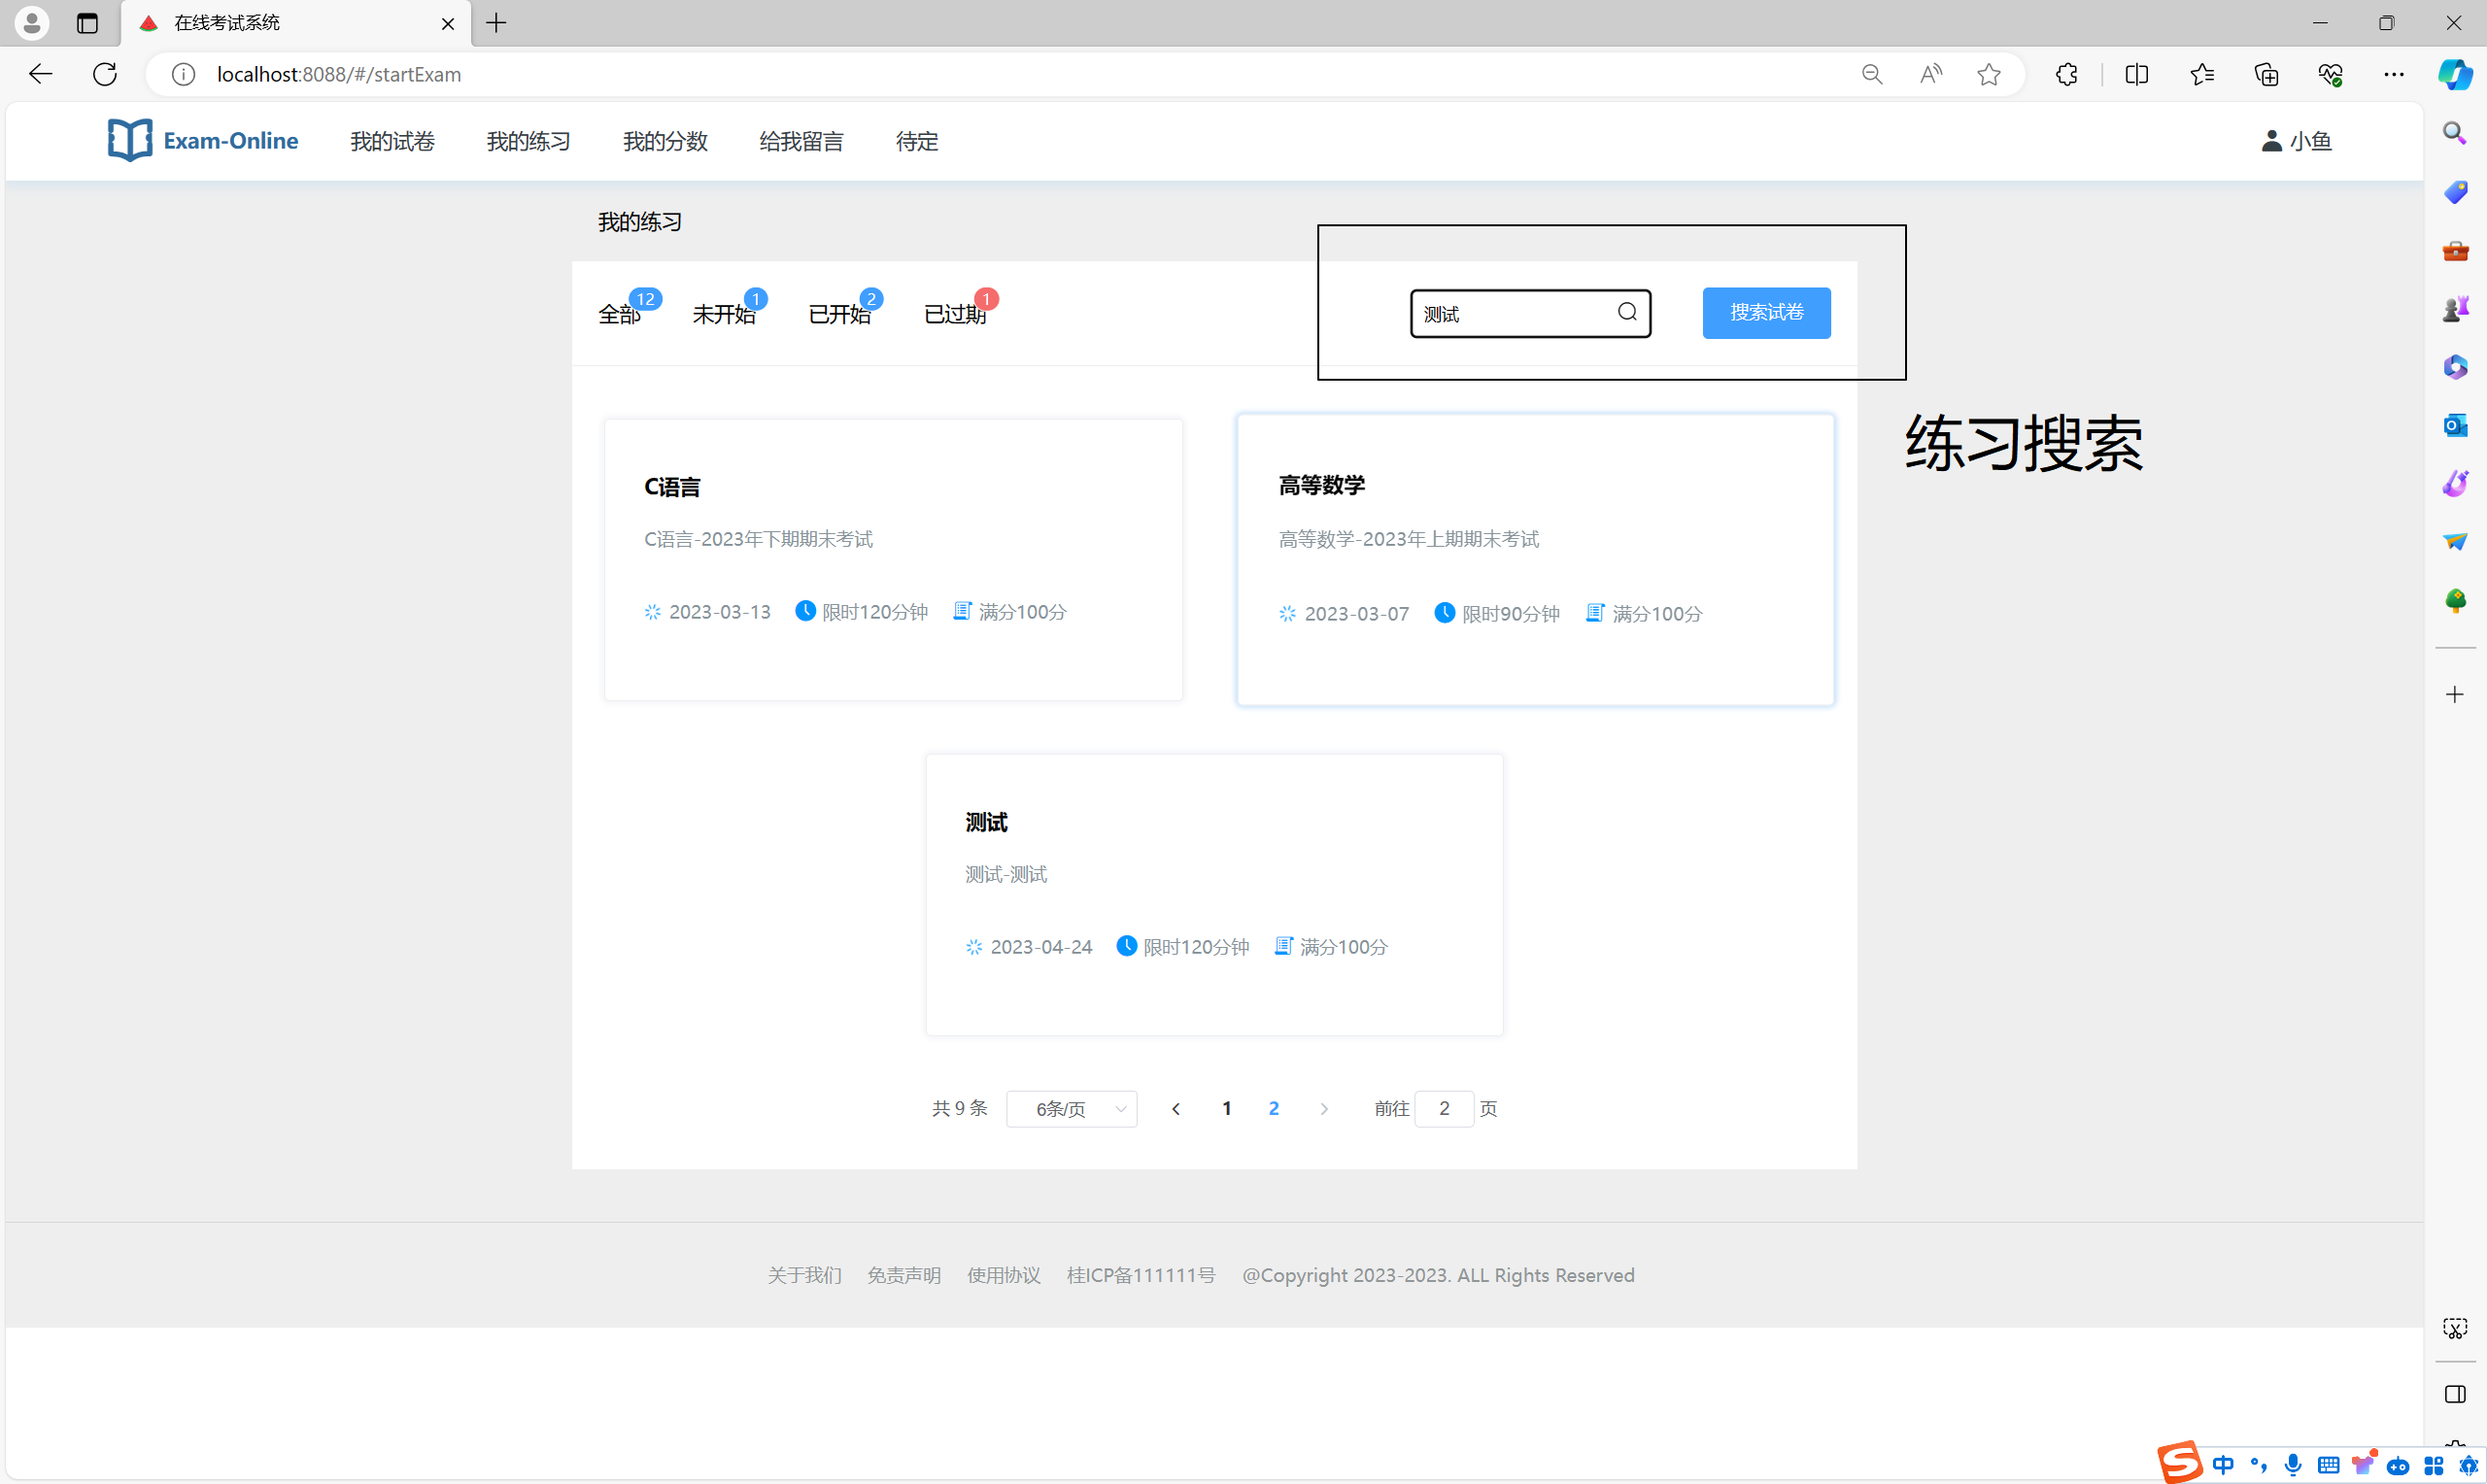 在线考试系统
localhost:8088/#/startExam
Exam-Online 我的试卷 我的练习 我的分数 给我留言 待定 小鱼
我的练习
全部 12 未开始 1 已开始 2 已过期 1 测试 搜索试卷
练习搜索
C语言
C语言-2023年下期期末考试
2023-03-13 限时120分钟 满分100分
高等数学
高等数学-2023年上期期末考试
2023-03-07 限时90分钟 满分100分
测试
测试-测试
2023-04-24 限时120分钟 满分100分
共 9 条 6条/页 1 2 前往 2 页
关于我们 免责声明 使用协议 桂ICP备111111号 @Copyright 2023-2023. ALL Rights Reserved
中